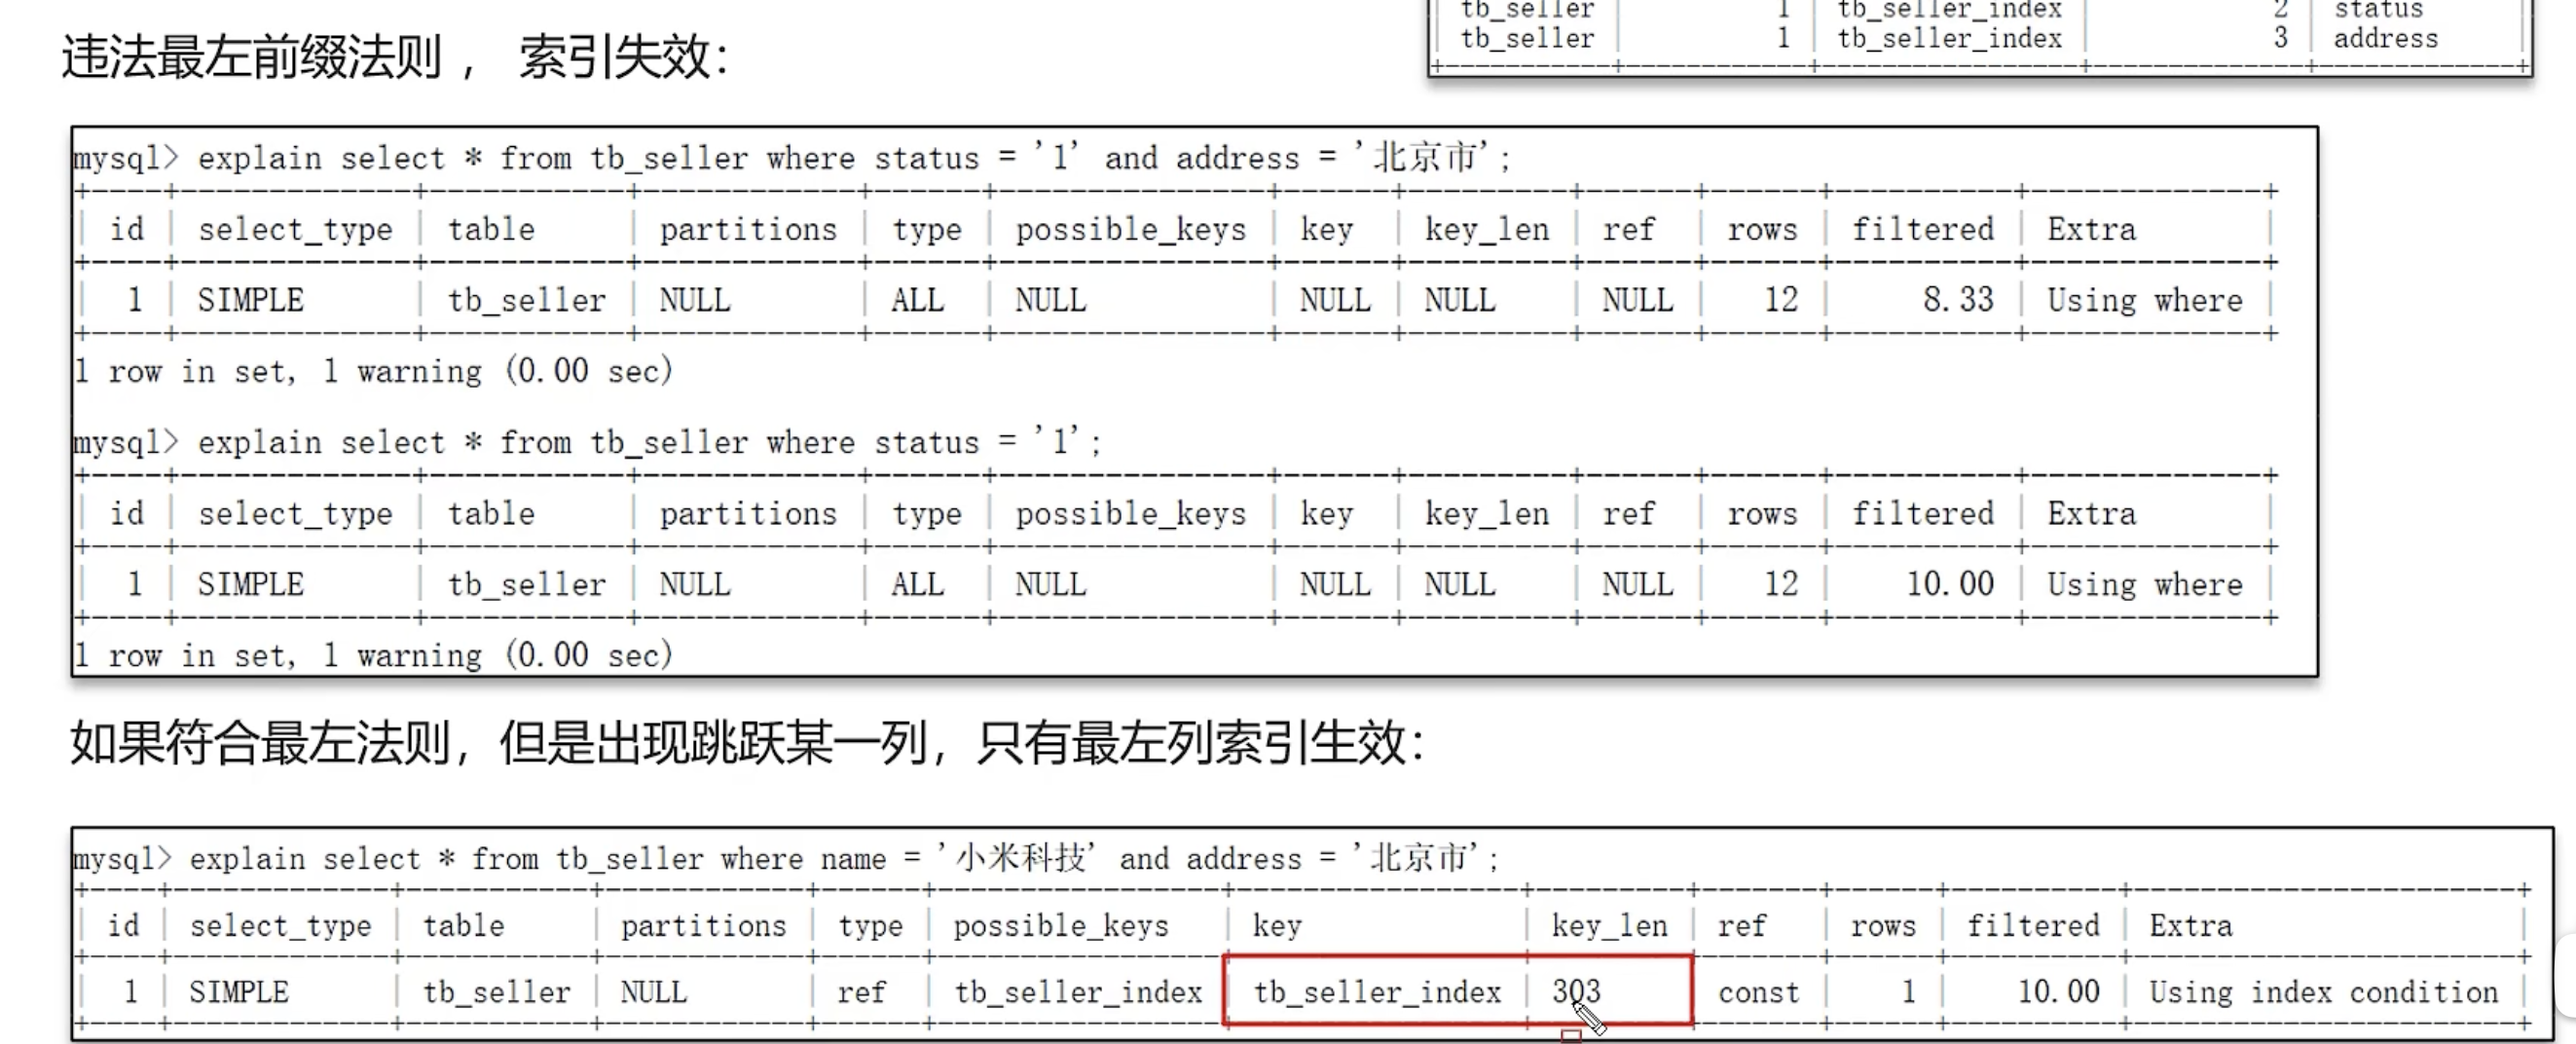 | tb_seller | 1 | tb_seller_index | 2 | status |
| tb_seller | 1 | tb_seller_index | 3 | address |
+-----------+------------+-----------------+--------------+-------------+
违法最左前缀法则 ， 索引失效：
mysql> explain select * from tb_seller where status = '1' and address = '北京市';
+----+-------------+-----------+------------+------+---------------+------+---------+------+------+----------+-------------+
| id | select_type | table | partitions | type | possible_keys | key | key_len | ref | rows | filtered | Extra |
+----+-------------+-----------+------------+------+---------------+------+---------+------+------+----------+-------------+
| 1 | SIMPLE | tb_seller | NULL | ALL | NULL | NULL | NULL | NULL | 12 | 8.33 | Using where |
+----+-------------+-----------+------------+------+---------------+------+---------+------+------+----------+-------------+
1 row in set, 1 warning (0.00 sec)
mysql> explain select * from tb_seller where status = '1';
+----+-------------+-----------+------------+------+---------------+------+---------+------+------+----------+-------------+
| id | select_type | table | partitions | type | possible_keys | key | key_len | ref | rows | filtered | Extra |
+----+-------------+-----------+------------+------+---------------+------+---------+------+------+----------+-------------+
| 1 | SIMPLE | tb_seller | NULL | ALL | NULL | NULL | NULL | NULL | 12 | 10.00 | Using where |
+----+-------------+-----------+------------+------+---------------+------+---------+------+------+----------+-------------+
1 row in set, 1 warning (0.00 sec)
如果符合最左法则，但是出现跳跃某一列，只有最左列索引生效：
mysql> explain select * from tb_seller where name = '小米科技' and address = '北京市';
+----+-------------+-----------+------------+------+-----------------+-----------------+---------+-------+------+----------+-----------------------+
| id | select_type | table | partitions | type | possible_keys | key | key_len | ref | rows | filtered | Extra |
+----+-------------+-----------+------------+------+-----------------+-----------------+---------+-------+------+----------+-----------------------+
| 1 | SIMPLE | tb_seller | NULL | ref | tb_seller_index | tb_seller_index | 303 | const | 1 | 10.00 | Using index condition |
+----+-------------+-----------+------------+------+-----------------+-----------------+---------+-------+------+----------+-----------------------+